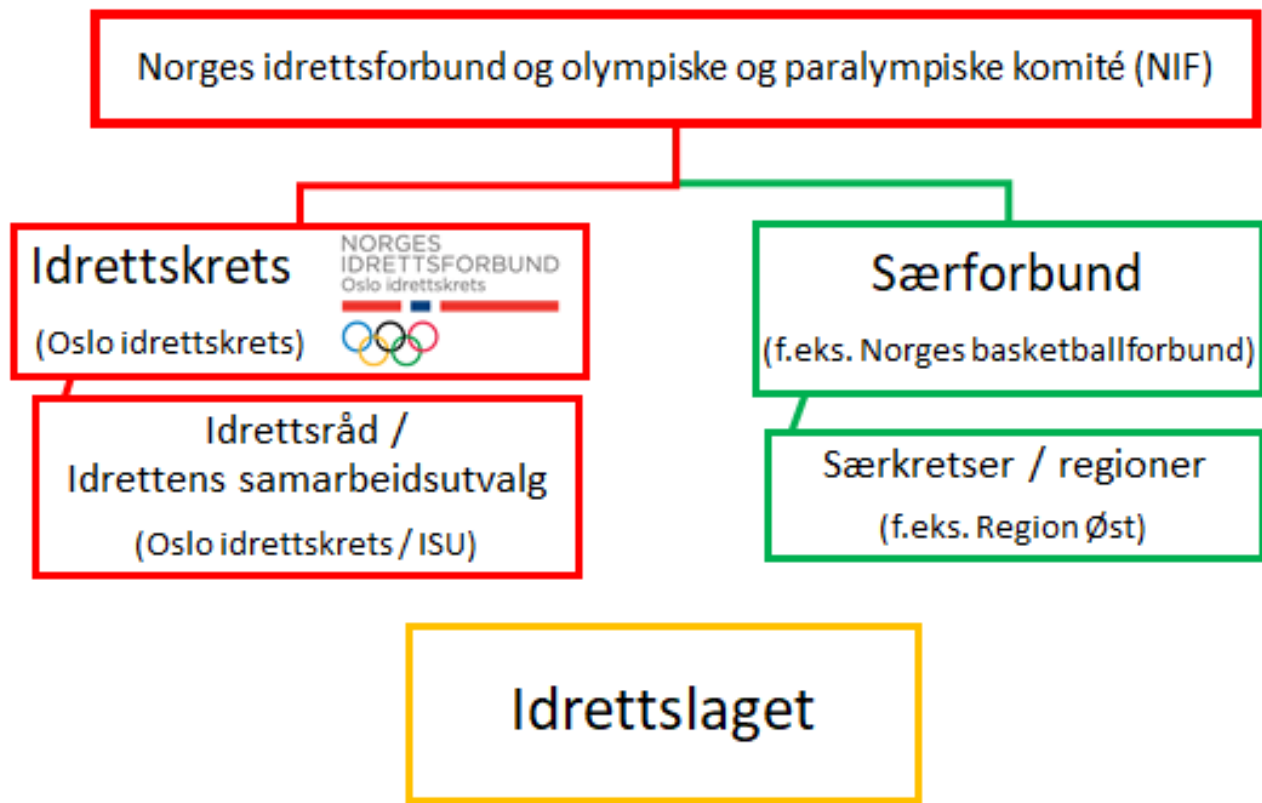 Norges idrettsforbund og olympiske og paralympiske komité (NIF)
Idrettskrets
(Oslo idrettskrets)
NORGES
IDRETTSFORBUND
Oslo idrettskrets
Særforbund
(f.eks. Norges basketballforbund)
Idrettsråd /
Idrettens samarbeidsutvalg
(Oslo idrettskrets / ISU)
Særkretser / regioner
(f.eks. Region Øst)
Idrettslaget